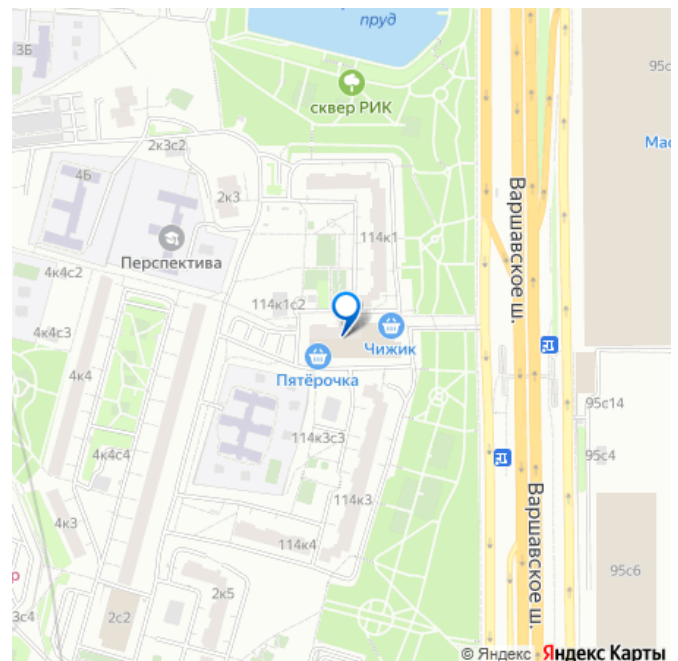 пруд
3Б
95с
сквер РИК
Мас
2к3с2
4Б
2к3
Варшавское ш.
114к1
Перспектива
4к4с2
114к1с2
4к4с3
Чижик
Пятёрочка
4к4
95с14
114к3с3
4к4с4
95с4
114к3
4к3
Варшавское ш.
114к4
95с6
р
2к5
3с4
2с2
© Яндекс Яндекс Карты